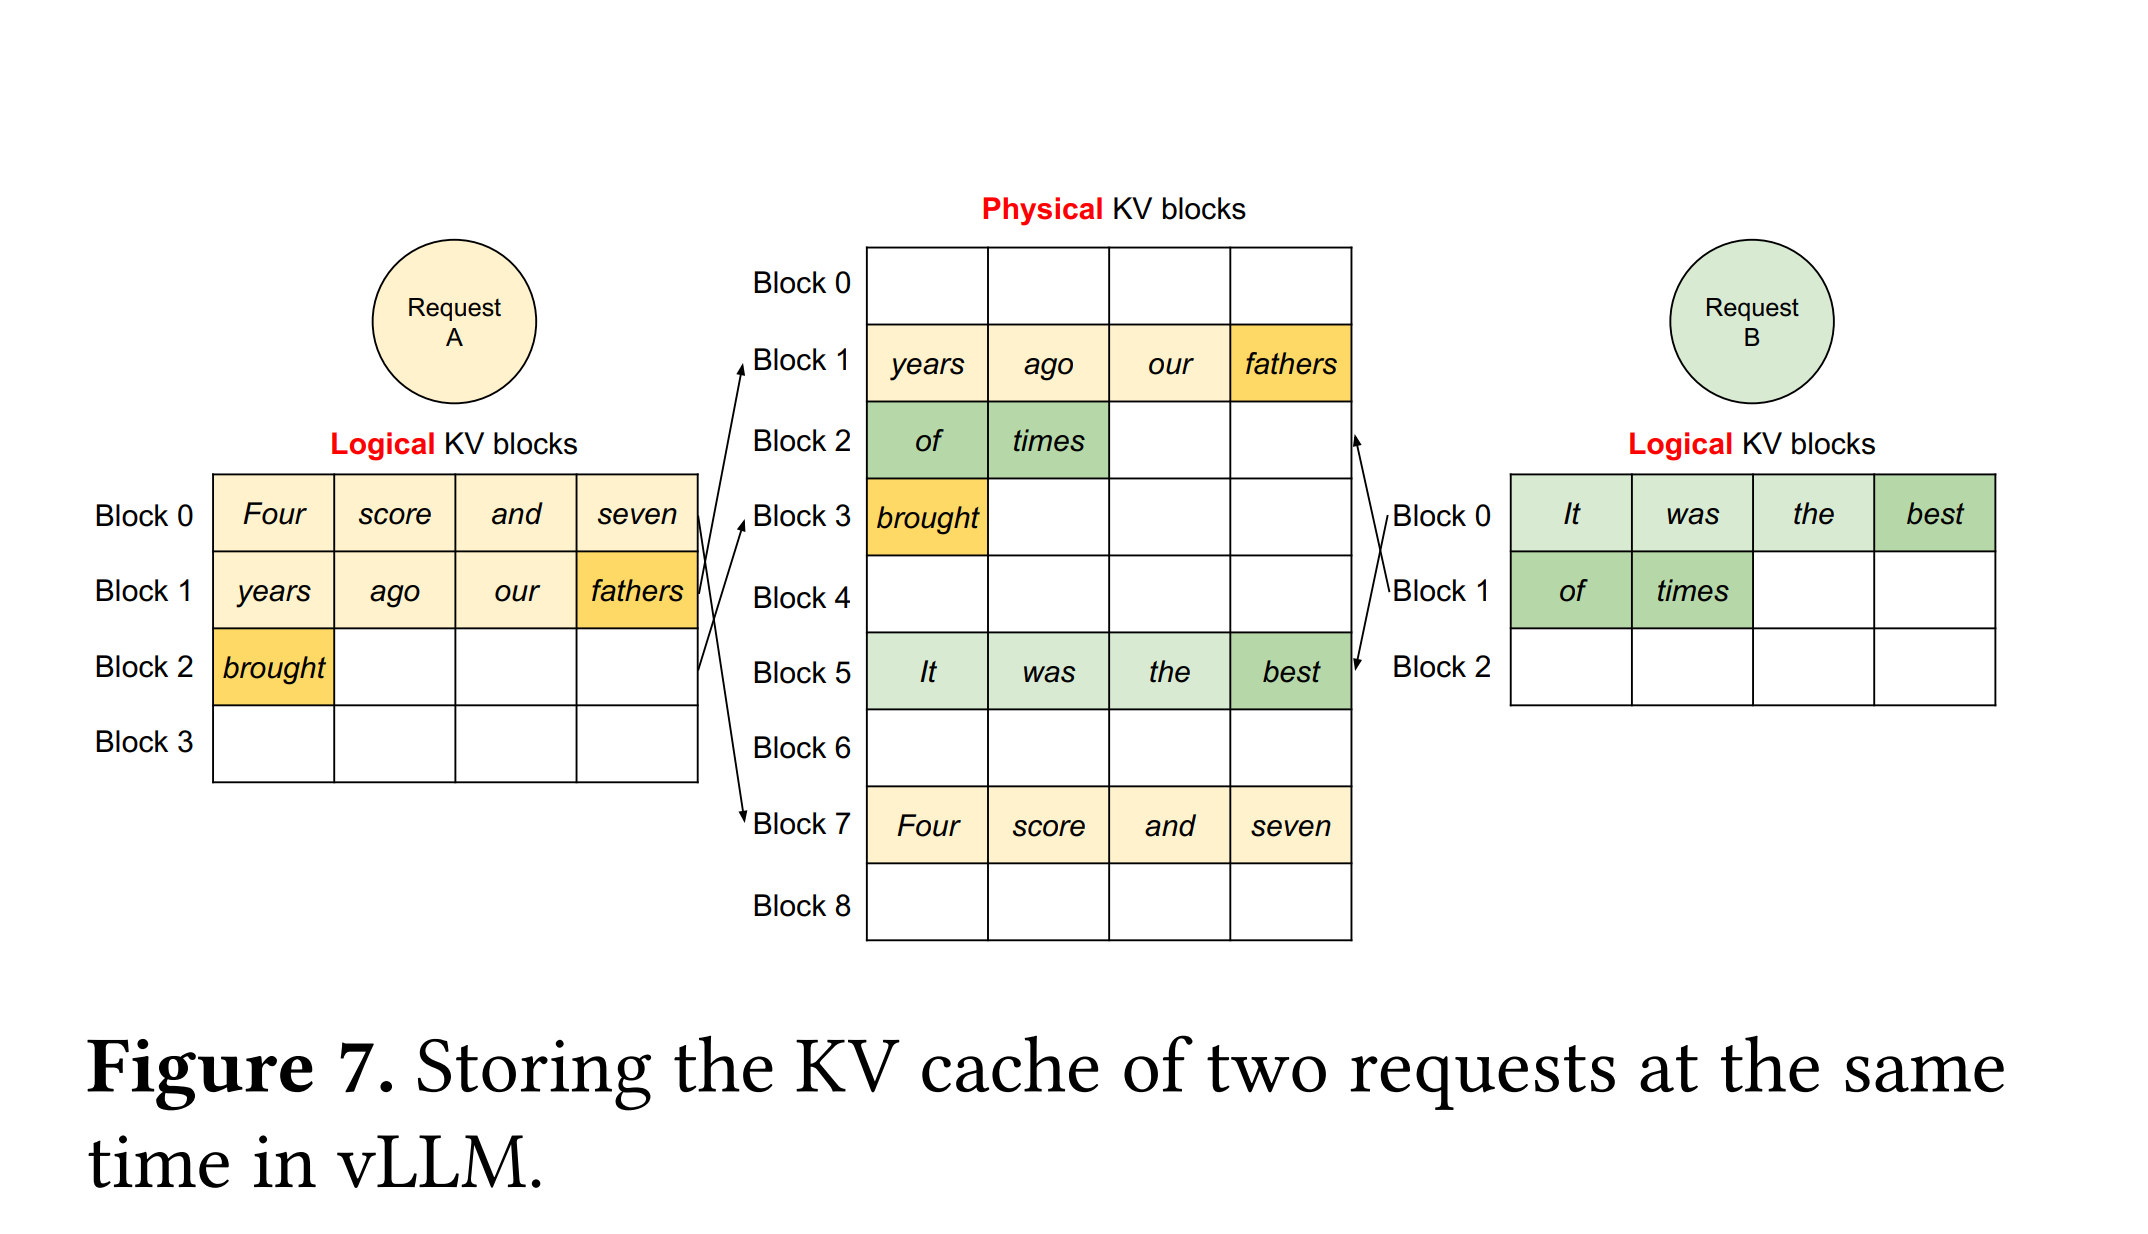 Physical KV blocks
Request
A
Request
B
Logical KV blocks
Block 0 Four score and seven
Block 1 years ago our fathers
Block 2 brought
Block 3
Block 0
Block 1 years ago our fathers
Block 2 of times
Block 3 brought
Block 4
Block 5 It was the best
Block 6
Block 7 Four score and seven
Block 8
Logical KV blocks
Block 0 It was the best
Block 1 of times
Block 2
Figure 7. Storing the KV cache of two requests at the same
time in vLLM.